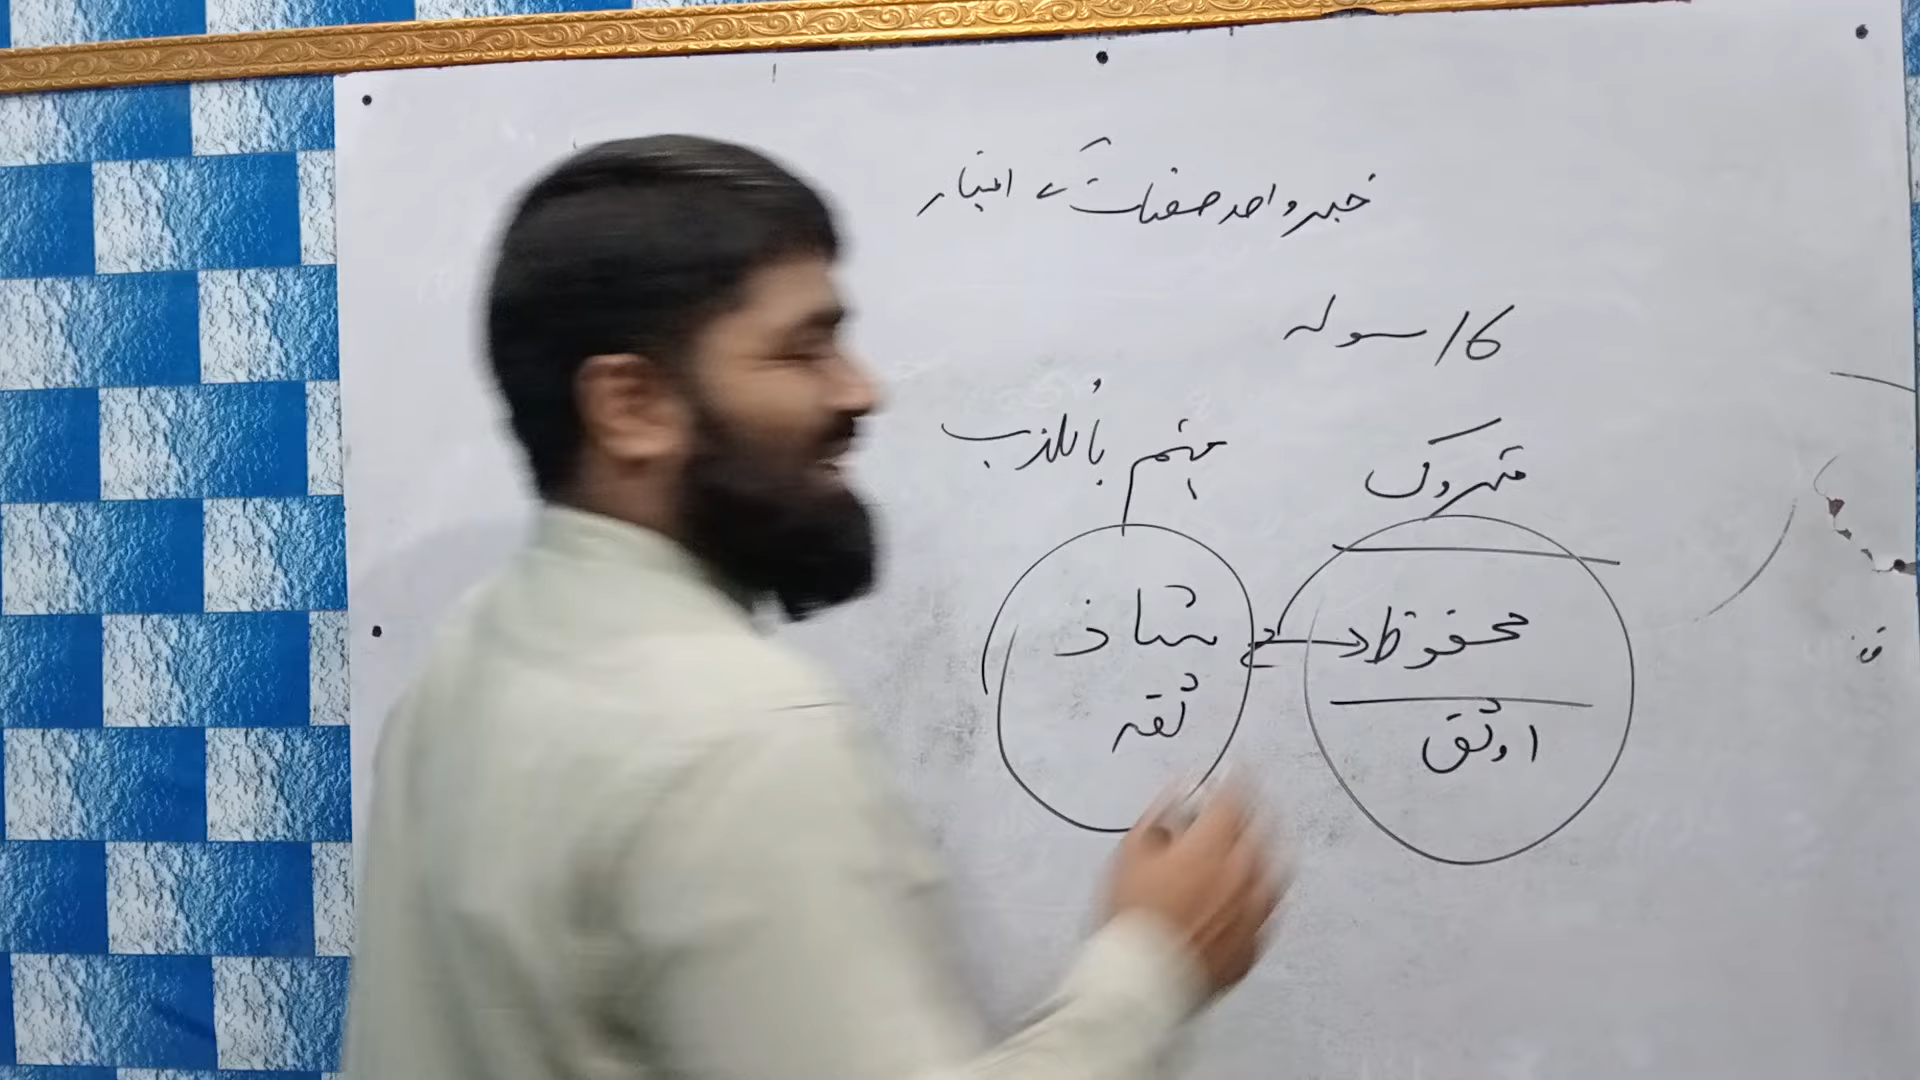 خبر واحد صفات کے اعتبار
16 / سولہ
متروک
متہم بالکذب
محفوظ
شاذ
اوثق
ثقہ